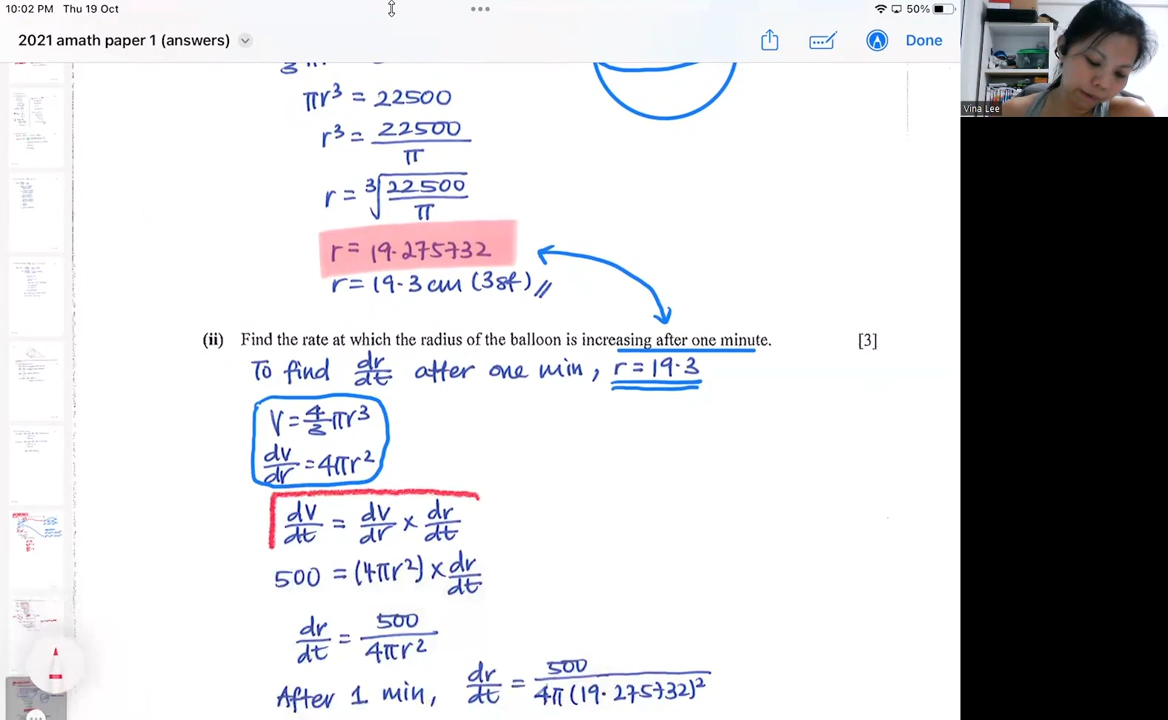 10:02 PM Thu 19 Oct
50%
2021 amath paper 1 (answers)
Done
Vina Lee
πr³ = 22500
r³ = 22500/π
r = ³√(22500/π)
r = 19.275732
r = 19.3 cm (3sf) //
(ii) Find the rate at which the radius of the balloon is increasing after one minute. [3]
To find dr/dt after one min, r = 19.3
V = 4/3 πr³
dv/dr = 4πr²
dV/dt = dv/dr × dr/dt
500 = (4πr²) × dr/dt
dr/dt = 500/4πr²
After 1 min, dr/dt = 500/4π(19.275732)²